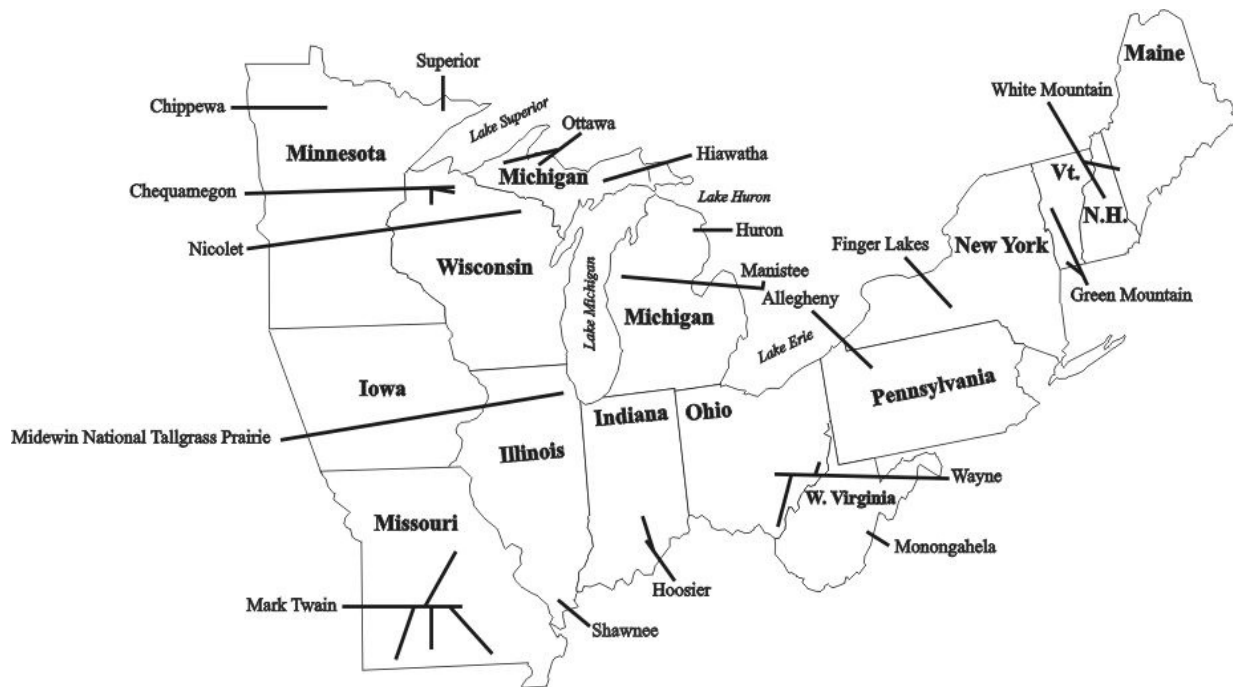 Maine
Superior
White Mountain
Chippewa
Lake Superior
Ottawa
Minnesota
Hiawatha
Vt.
Michigan
Chequamegon
Lake Huron
N.H.
Nicolet
Huron
Finger Lakes
New York
Wisconsin
Manistee
Lake Michigan
Allegheny
Green Mountain
Michigan
Lake Erie
Iowa
Pennsylvania
Indiana
Ohio
Midewin National Tallgrass Prairie
Illinois
Wayne
W. Virginia
Missouri
Monongahela
Hoosier
Mark Twain
Shawnee